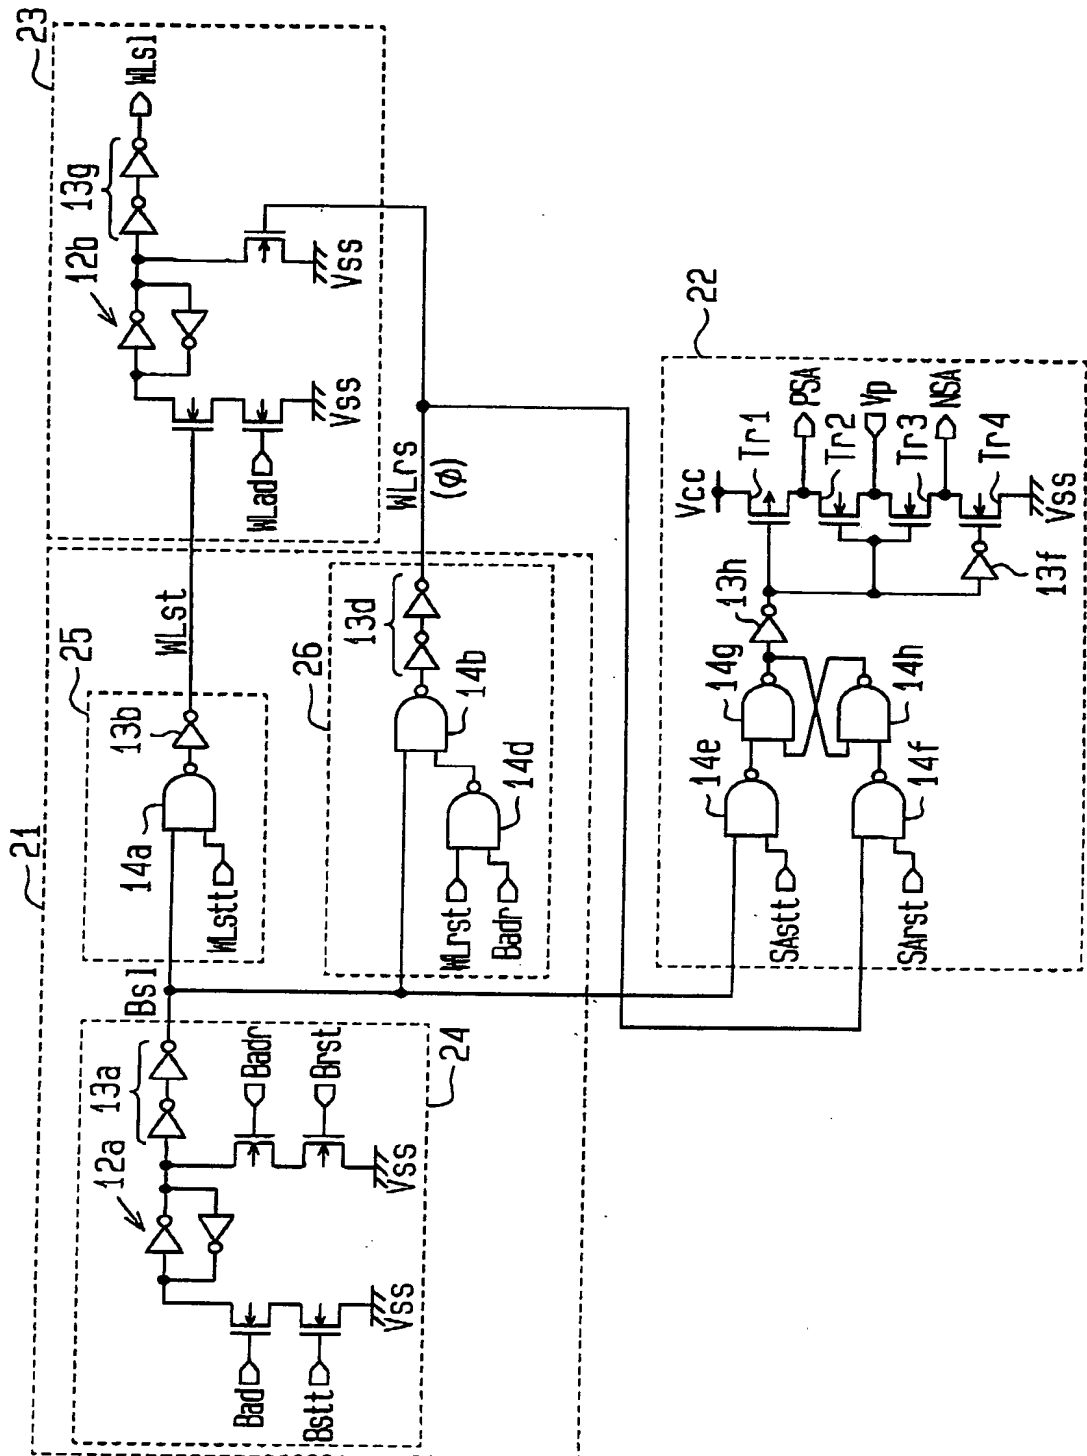 21
24
12a
13a
Bad
Bstt
Vss
Badr
Brst
Vss
Bsl
25
14a
13b
WLstt
WLst
26
13d
14b
14d
WLrst
Badr
WLrs
(φ)
23
12b
13g
WLsl
WLad
Vss
Vss
22
14e
14g
13h
SAstt
14f
14h
SArst
13f
Vcc
Tr1
PSA
Tr2
Vp
Tr3
NSA
Tr4
Vss